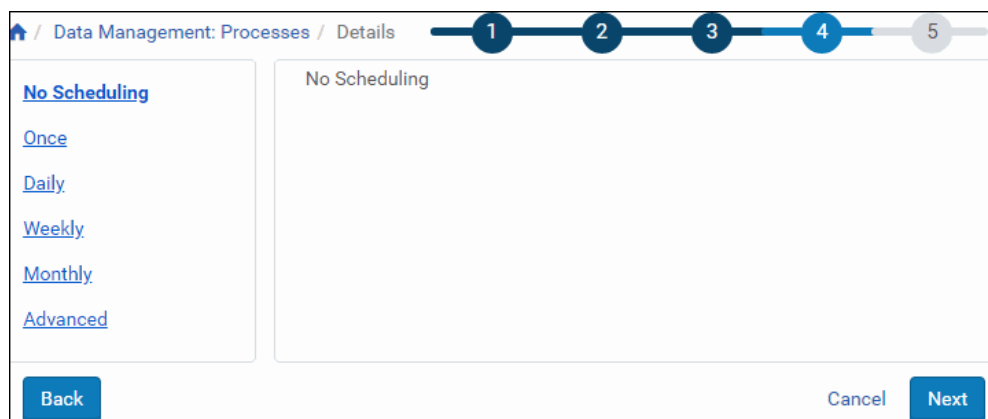 / Data Management: Processes / Details 1 2 3 4 5
No Scheduling
Once
Daily
Weekly
Monthly
Advanced
No Scheduling
Back Cancel Next